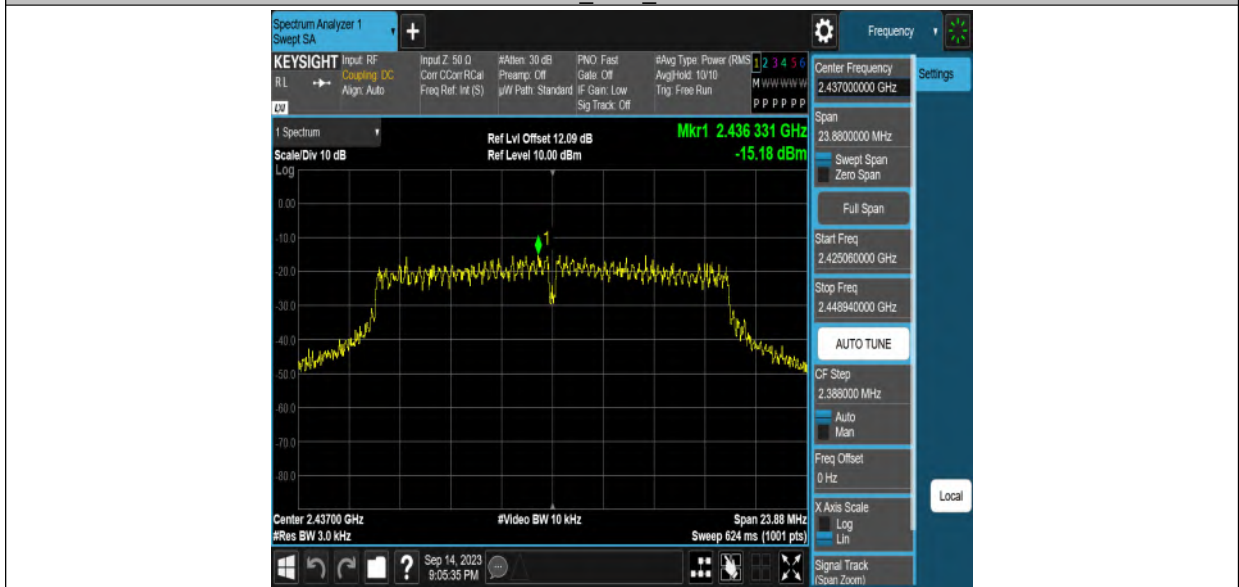 Spectrum Analyzer 1
Swept SA
+
Frequency
KEYSIGHT
RL
LXI
Input: RF
Coupling: DC
Align: Auto
Input Z: 50 Ω
Corr CCorr RCal
Freq Ref: Int (S)
#Atten: 30 dB
Preamp: Off
µW Path: Standard
PNO: Fast
Gate: Off
IF Gain: Low
Sig Track: Off
#Avg Type: Power (RMS
Avg|Hold: 10/10
Trig: Free Run
1 2 3 4 5 6
M W W W W W
P P P P P P
Center Frequency
2.437000000 GHz
Settings
1 Spectrum
Scale/Div 10 dB
Ref Lvl Offset 12.09 dB
Ref Level 10.00 dBm
Mkr1 2.436 331 GHz
-15.18 dBm
Span
23.8800000 MHz
Swept Span
Zero Span
Full Span
Start Freq
2.425060000 GHz
Stop Freq
2.448940000 GHz
AUTO TUNE
CF Step
2.388000 MHz
Auto
Man
Freq Offset
0 Hz
X Axis Scale
Log
Lin
Signal Track
(Span Zoom)
Local
Log
0.00
-10.0
-20.0
-30.0
-40.0
-50.0
-60.0
-70.0
-80.0
1
Center 2.43700 GHz
#Res BW 3.0 kHz
#Video BW 10 kHz
Span 23.88 MHz
Sweep 624 ms (1001 pts)
?
Sep 14, 2023
9:05:35 PM